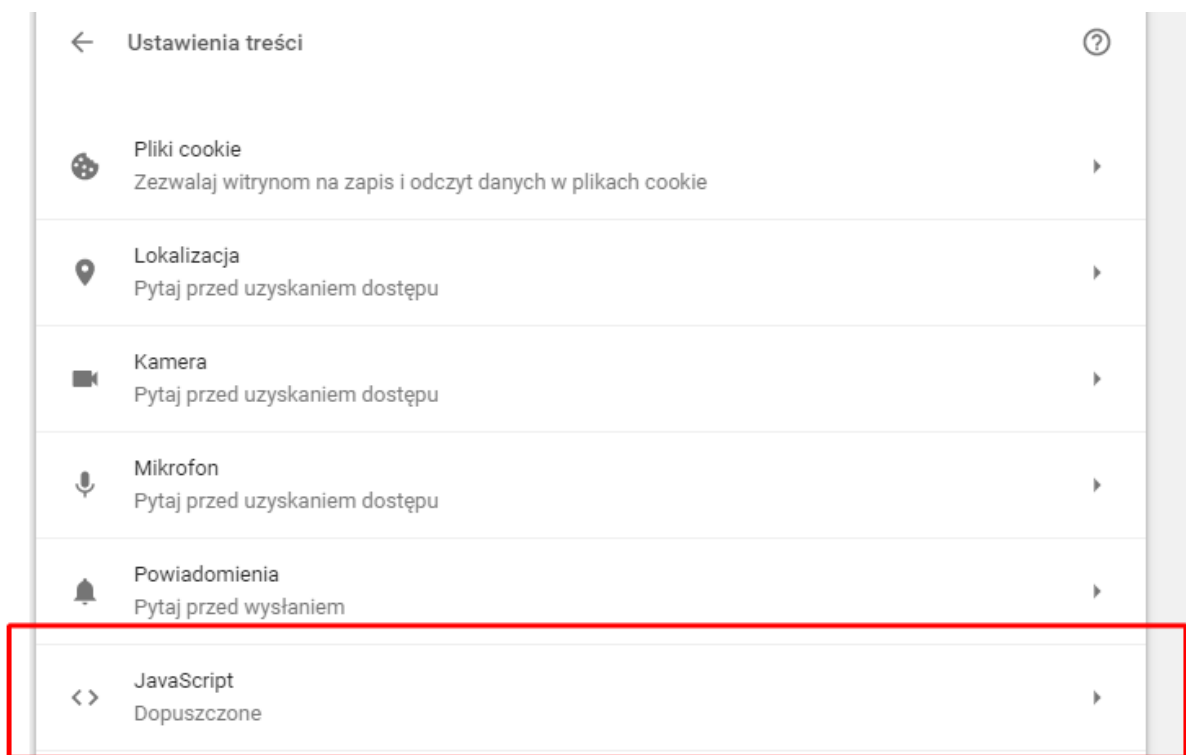 Ustawienia treści
Pliki cookie
Zezwalaj witrynom na zapis i odczyt danych w plikach cookie
Lokalizacja
Pytaj przed uzyskaniem dostępu
Kamera
Pytaj przed uzyskaniem dostępu
Mikrofon
Pytaj przed uzyskaniem dostępu
Powiadomienia
Pytaj przed wysłaniem
JavaScript
Dopuszczone